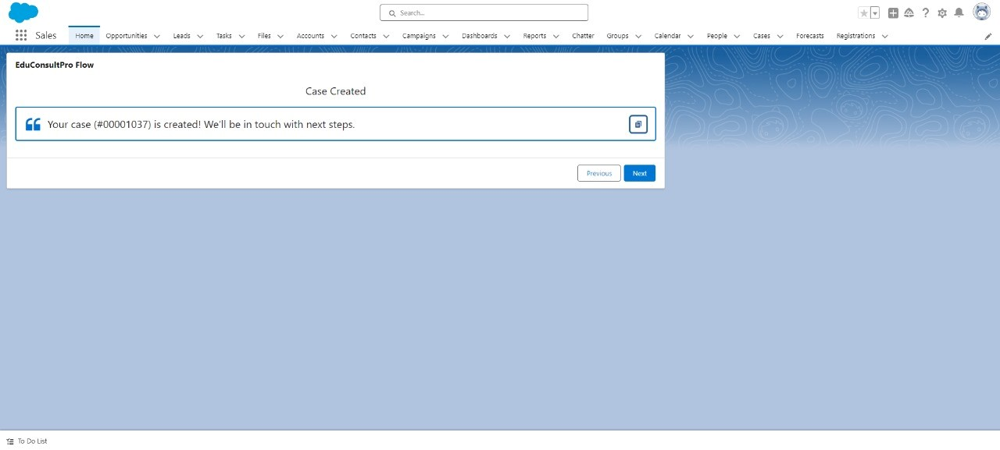 Search...
Sales Home Opportunities Leads Tasks Files Accounts Contacts Campaigns Dashboards Reports Chatter Groups Calendar People Cases Forecasts Registrations
EduConsultPro Flow
Case Created
Your case (#00001037) is created! We'll be in touch with next steps.
Previous Next
To Do List